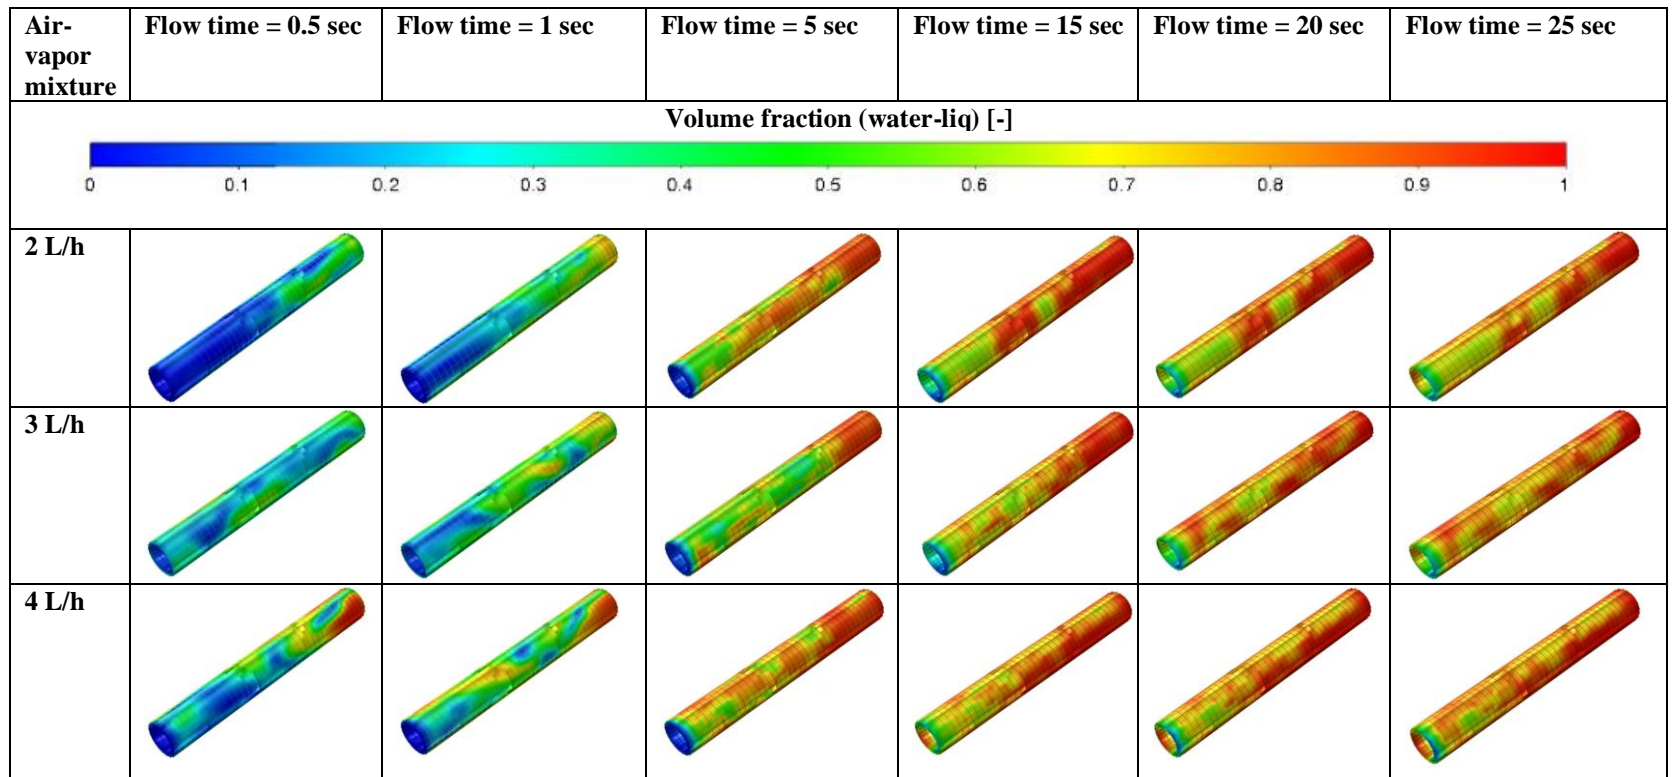 Air-
vapor
mixture
Flow time = 0.5 sec
Flow time = 1 sec
Flow time = 5 sec
Flow time = 15 sec
Flow time = 20 sec
Flow time = 25 sec
Volume fraction (water-liq) [-]
0 0.1 0.2 0.3 0.4 0.5 0.6 0.7 0.8 0.9 1
2 L/h
3 L/h
4 L/h